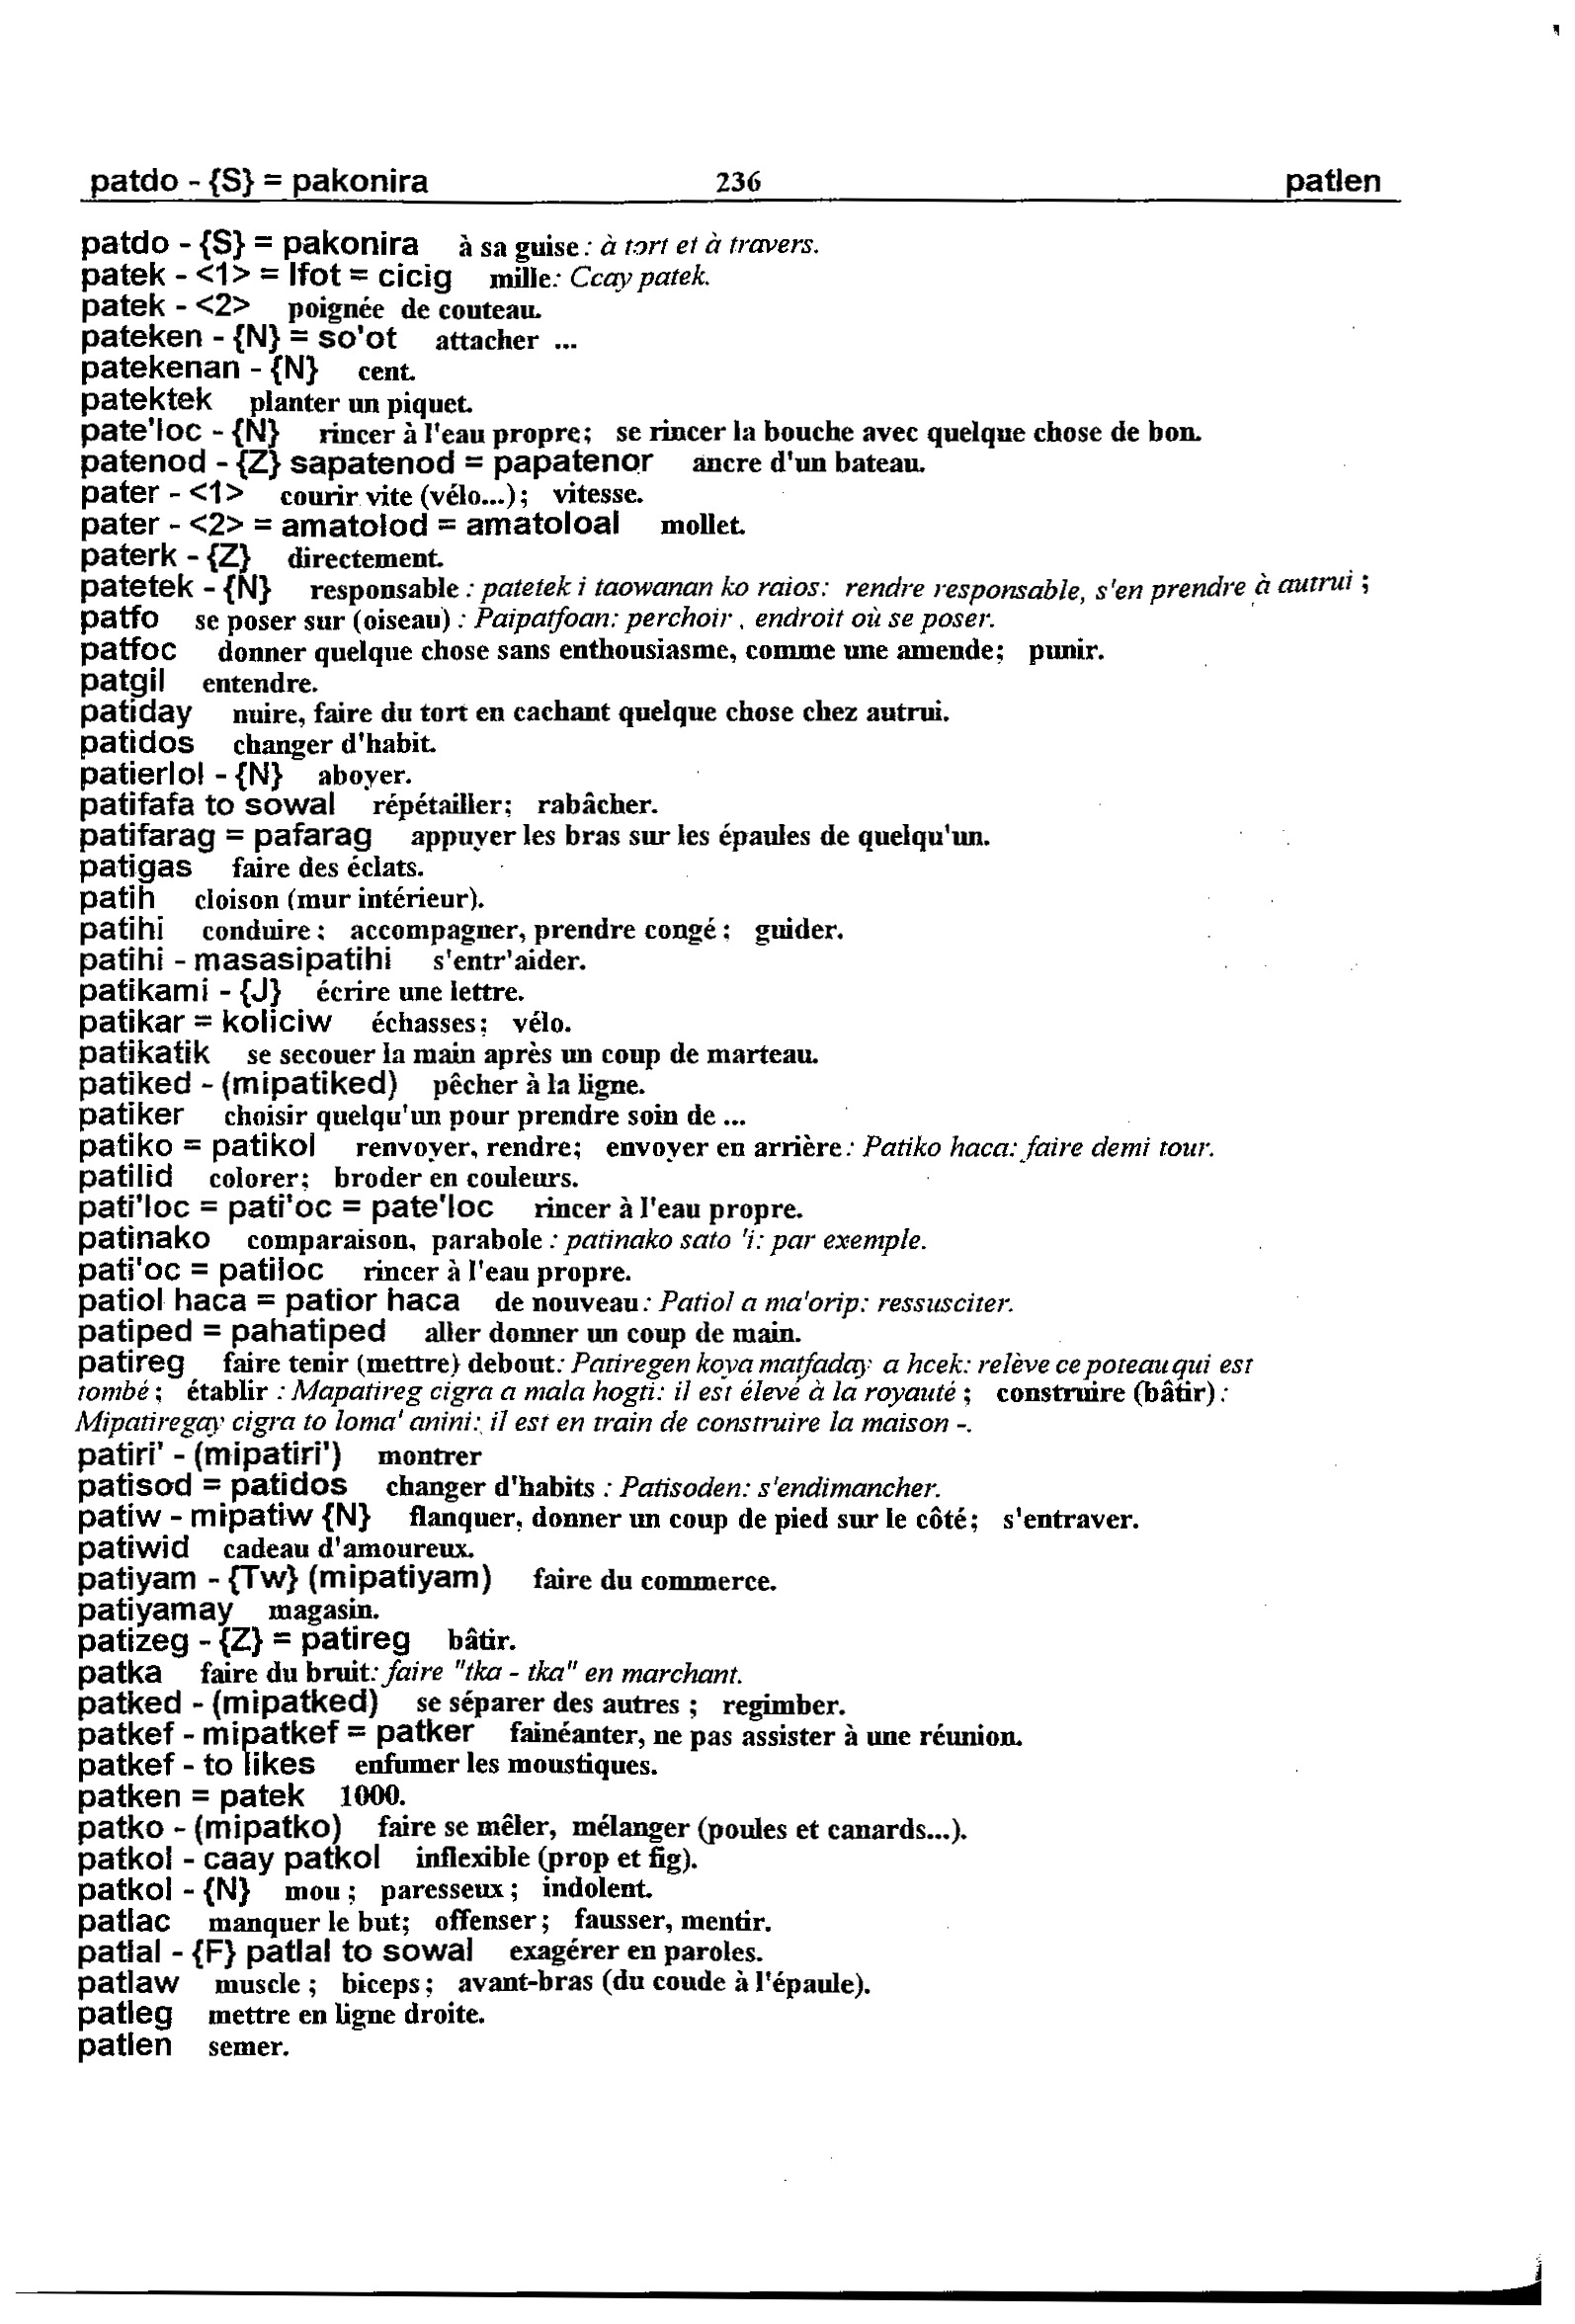 patdo - {S} = pakonira 236 patlen
patdo - {S} = pakonira à sa guise : à tort et à travers.
patek - <1> = lfot = cicig mille: Ccay patek.
patek - <2> poignée de couteau.
pateken - {N} = so'ot attacher ...
patekenan - {N} cent.
patektek planter un piquet.
pate'loc - {N} rincer à l'eau propre; se rincer la bouche avec quelque chose de bon.
patenod - {Z} sapatenod = papatenor ancre d'un bateau.
pater - <1> courir vite (vélo...); vitesse.
pater - <2> = amatolod = amatoloal mollet.
paterk - {Z} directement.
patetek - {N} responsable : patetek i taowanan ko raios: rendre responsable, s'en prendre à autrui ;
patfo se poser sur (oiseau) : Paipatfoan: perchoir, endroit où se poser.
patfoc donner quelque chose sans enthousiasme, comme une amende; punir.
patgil entendre.
patiday nuire, faire du tort en cachant quelque chose chez autrui.
patidos changer d'habit.
patierlol - {N} aboyer.
patifafa to sowal répétailler; rabâcher.
patifarag = pafarag appuyer les bras sur les épaules de quelqu'un.
patigas faire des éclats.
patih cloison (mur intérieur).
patihi conduire ; accompagner, prendre congé ; guider.
patihi - masasipatihi s'entr'aider.
patikami - {J} écrire une lettre.
patikar = koliciw échasses; vélo.
patikatik se secouer la main après un coup de marteau.
patiked - (mipatiked) pêcher à la ligne.
patiker choisir quelqu'un pour prendre soin de ...
patiko = patikol renvoyer, rendre; envoyer en arrière : Patiko haca: faire demi tour.
patilid colorer; broder en couleurs.
pati'loc = pati'oc = pate'loc rincer à l'eau propre.
patinako comparaison, parabole : patinako sato 'i: par exemple.
pati'oc = patiloc rincer à l'eau propre.
patiol haca = patior haca de nouveau : Patiol a ma'orip: ressusciter.
patiped = pahatiped aller donner un coup de main.
patireg faire tenir (mettre) debout: Patiregen koya matfaday a hcek: relève ce poteau qui est
tombé ; établir : Mapatireg cigra a mala hogti: il est élevé à la royauté ; construire (bâtir) :
Mipatiregay cigra to loma' anini: il est en train de construire la maison -.
patiri' - (mipatiri') montrer
patisod = patidos changer d'habits : Patisoden: s'endimancher.
patiw - mipatiw {N} flanquer, donner un coup de pied sur le côté; s'entraver.
patiwid cadeau d'amoureux.
patiyam - {Tw} (mipatiyam) faire du commerce.
patiyamay magasin.
patizeg - {Z} = patireg bâtir.
patka faire du bruit: faire "tka - tka" en marchant.
patked - (mipatked) se séparer des autres ; regimber.
patkef - mipatkef = patker fainéanter, ne pas assister à une réunion.
patkef - to likes enfumer les moustiques.
patken = patek 1000.
patko - (mipatko) faire se mêler, mélanger (poules et canards...).
patkol - caay patkol inflexible (prop et fig).
patkol - {N} mou ; paresseux ; indolent.
patlac manquer le but; offenser ; fausser, mentir.
patlal - {F} patlal to sowal exagérer en paroles.
patlaw muscle ; biceps ; avant-bras (du coude à l'épaule).
patleg mettre en ligne droite.
patlen semer.